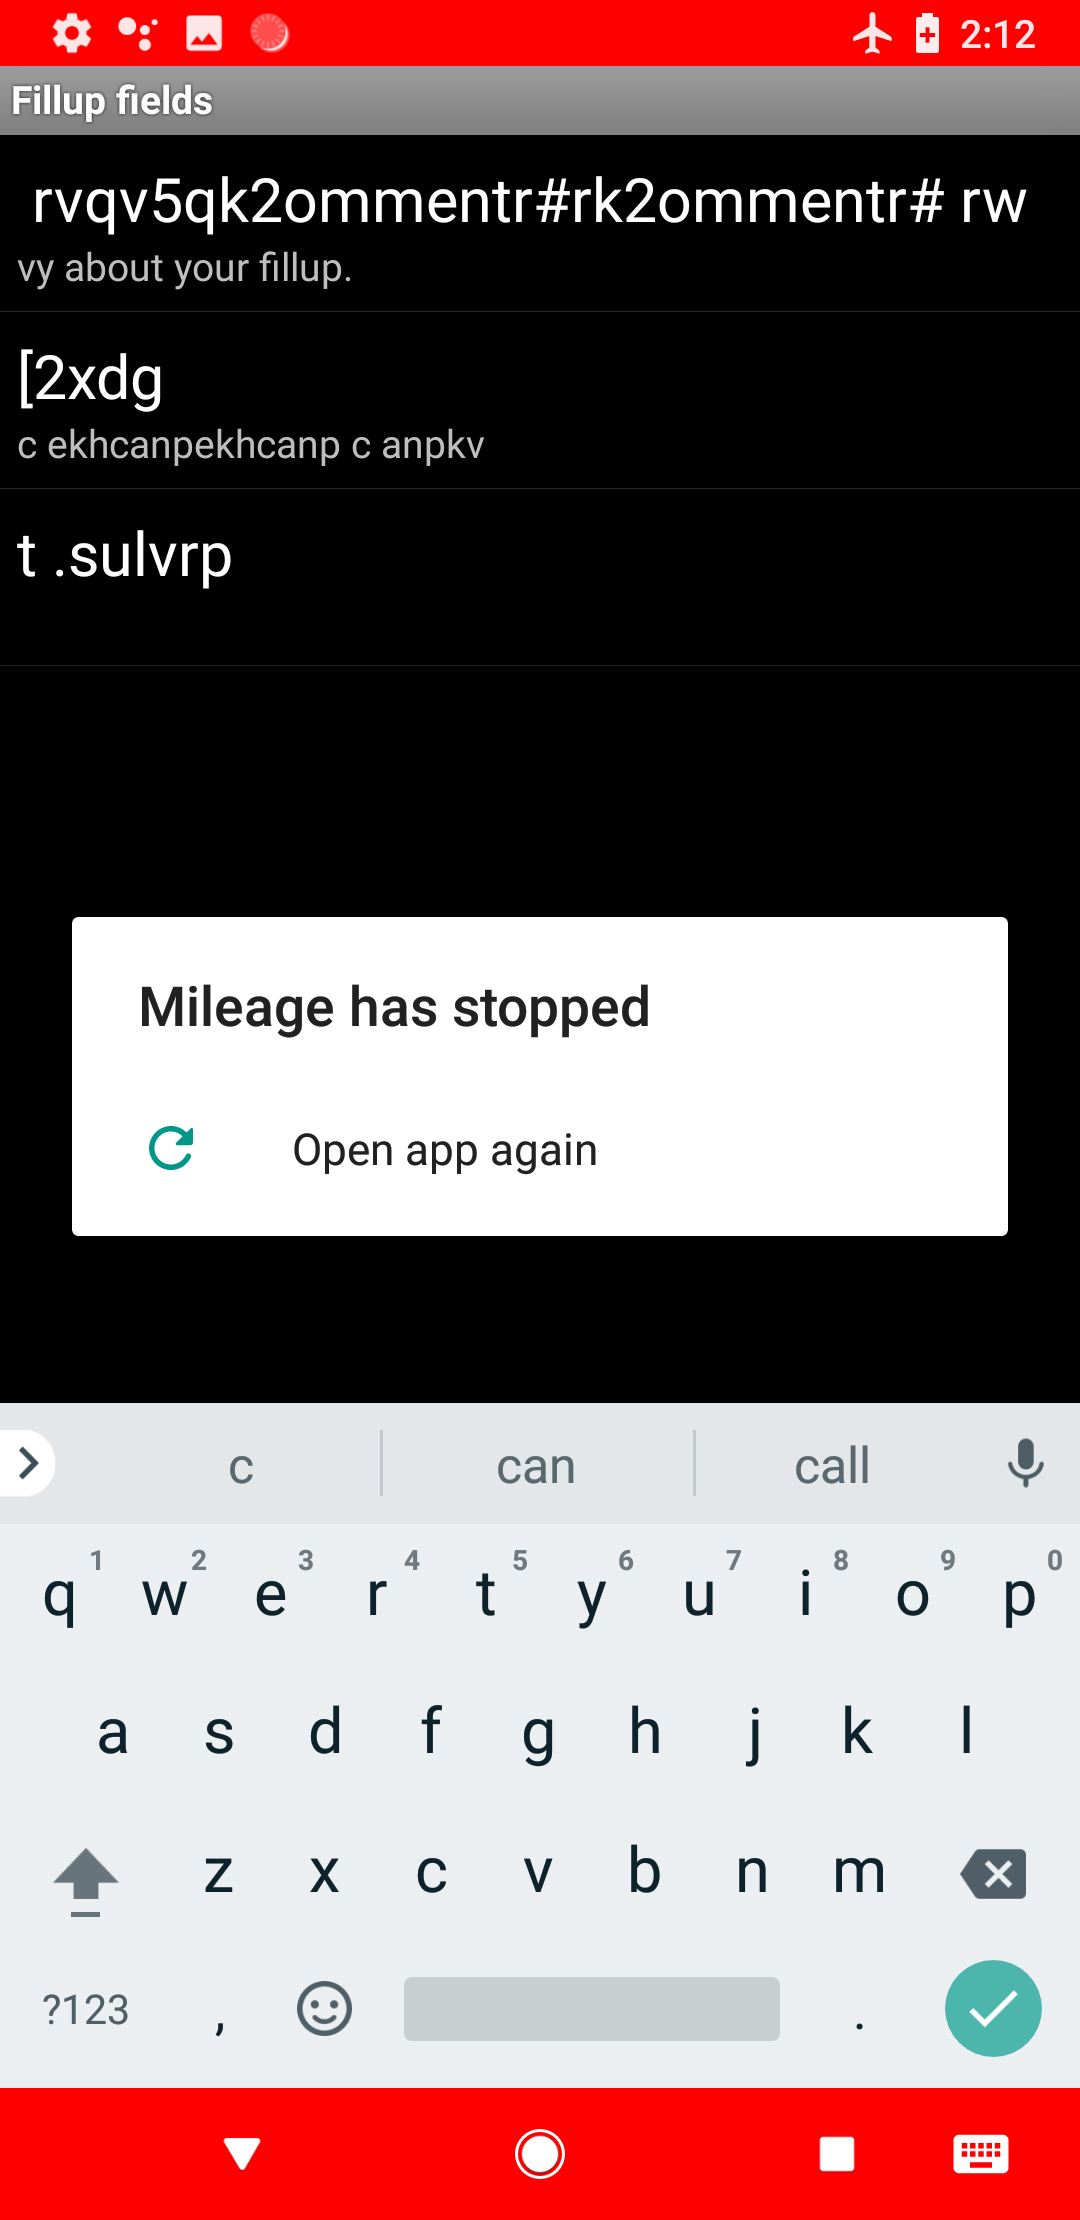 2:12
Fillup fields
rvqv5qk2ommentr#rk2ommentr# rw
vy about your fillup.
[2xdg
c ekhcanpekhcanp c anpkv
t .sulvrp
Mileage has stopped
Open app again
c can call
1 2 3 4 5 6 7 8 9 0
q w e r t y u i o p
a s d f g h j k l
z x c v b n m
?123 , .